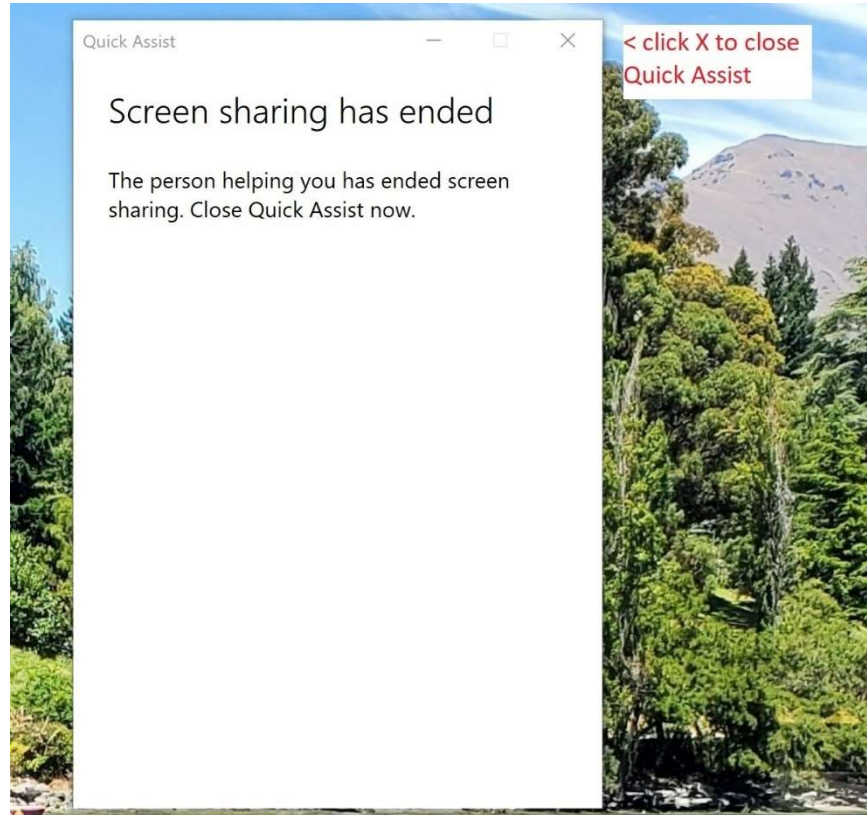 Quick Assist
< click X to close
Quick Assist
Screen sharing has ended
The person helping you has ended screen
sharing. Close Quick Assist now.